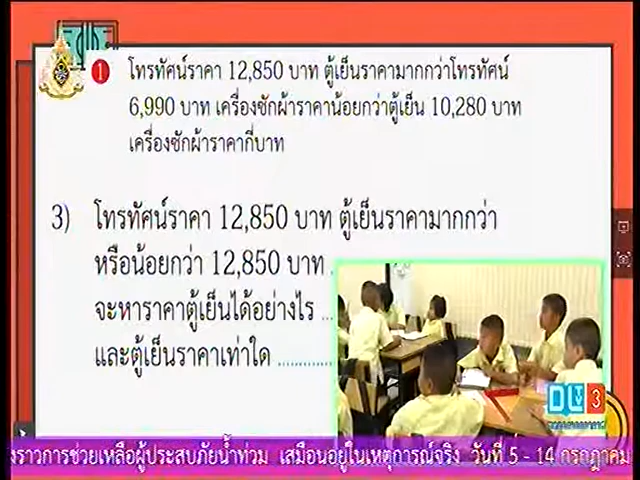 1 โทรทัศน์ราคา 12,850 บาท ตู้เย็นราคามากกว่าโทรทัศน์
6,990 บาท เครื่องซักผ้าราคาน้อยกว่าตู้เย็น 10,280 บาท
เครื่องซักผ้าราคากี่บาท
3) โทรทัศน์ราคา 12,850 บาท ตู้เย็นราคามากกว่า
หรือน้อยกว่า 12,850 บาท
จะหาราคาตู้เย็นได้อย่างไร ...
และตู้เย็นราคาเท่าใด ............
DLTV 3
งราวการช่วยเหลือผู้ประสบภัยน้ำท่วม เสมือนอยู่ในเหตุการณ์จริง วันที่ 5 - 14 กรกฎาคม